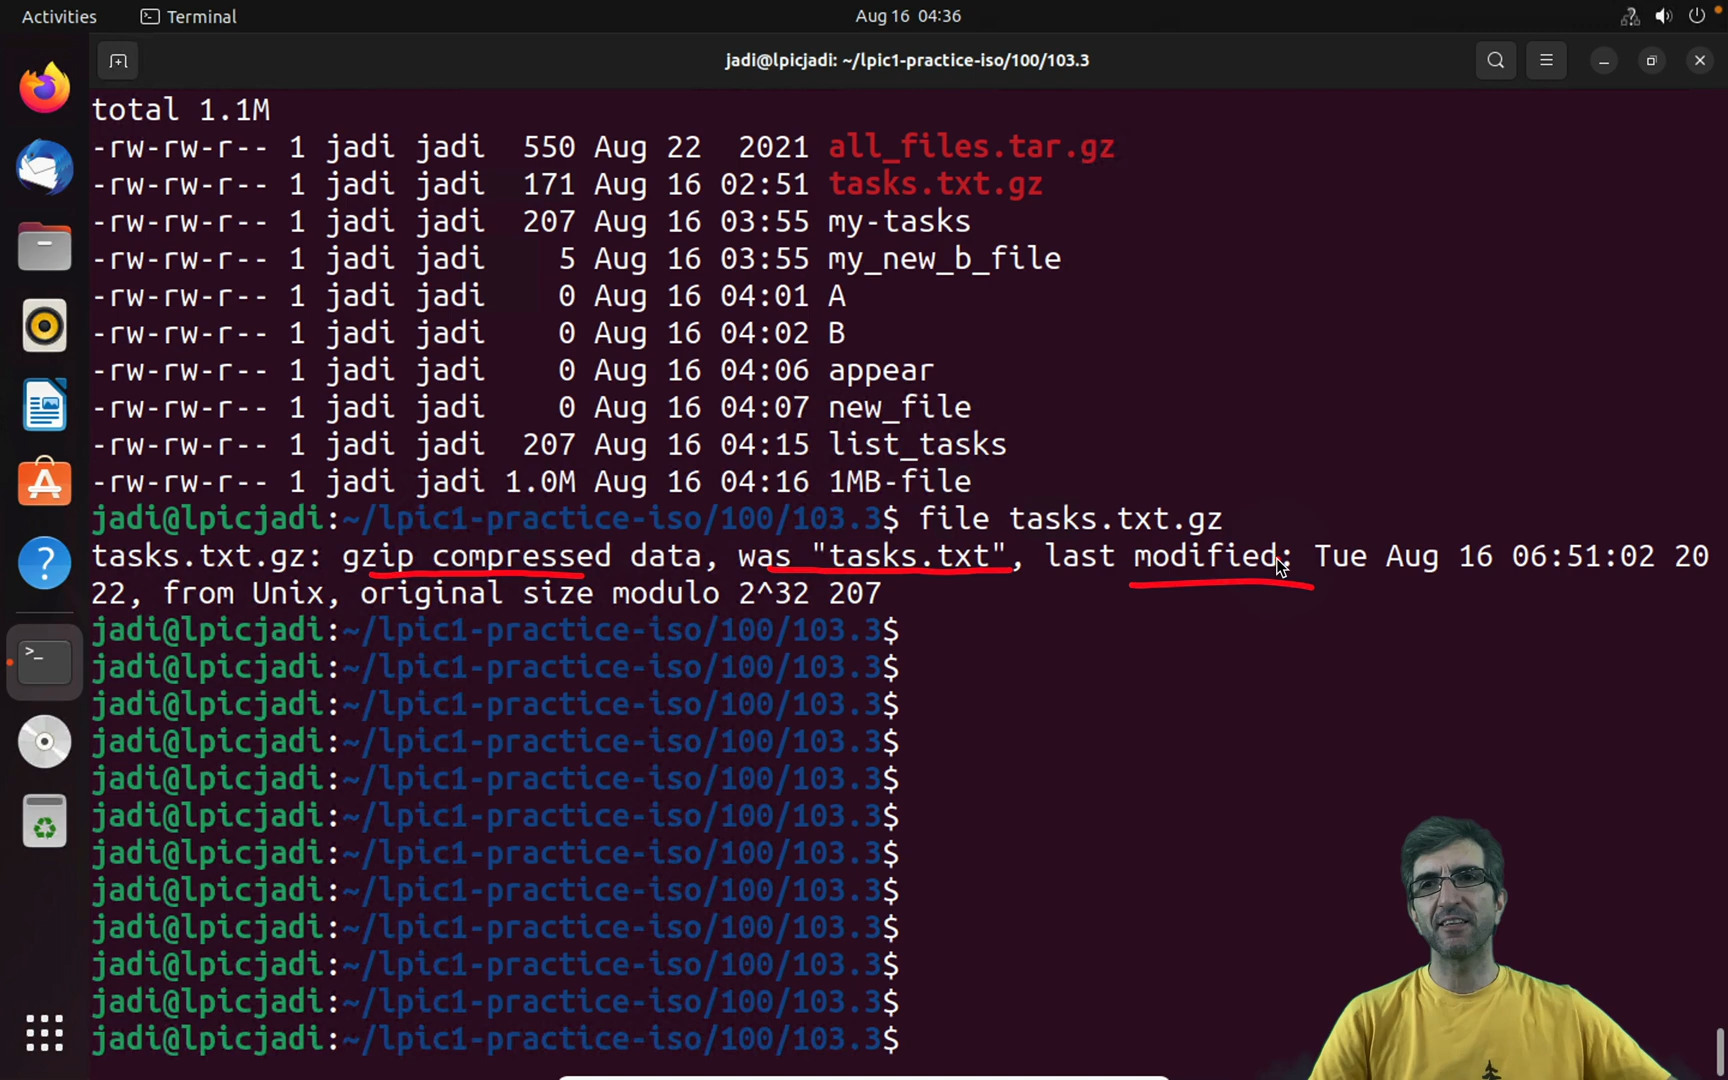 Activities Terminal Aug 16 04:36
jadi@lpicjadi: ~/lpic1-practice-iso/100/103.3
total 1.1M
-rw-rw-r-- 1 jadi jadi 550 Aug 22 2021 all_files.tar.gz
-rw-rw-r-- 1 jadi jadi 171 Aug 16 02:51 tasks.txt.gz
-rw-rw-r-- 1 jadi jadi 207 Aug 16 03:55 my-tasks
-rw-rw-r-- 1 jadi jadi 5 Aug 16 03:55 my_new_b_file
-rw-rw-r-- 1 jadi jadi 0 Aug 16 04:01 A
-rw-rw-r-- 1 jadi jadi 0 Aug 16 04:02 B
-rw-rw-r-- 1 jadi jadi 0 Aug 16 04:06 appear
-rw-rw-r-- 1 jadi jadi 0 Aug 16 04:07 new_file
-rw-rw-r-- 1 jadi jadi 207 Aug 16 04:15 list_tasks
-rw-rw-r-- 1 jadi jadi 1.0M Aug 16 04:16 1MB-file
jadi@lpicjadi:~/lpic1-practice-iso/100/103.3$ file tasks.txt.gz
tasks.txt.gz: gzip compressed data, was "tasks.txt", last modified: Tue Aug 16 06:51:02 20
22, from Unix, original size modulo 2^32 207
jadi@lpicjadi:~/lpic1-practice-iso/100/103.3$
jadi@lpicjadi:~/lpic1-practice-iso/100/103.3$
jadi@lpicjadi:~/lpic1-practice-iso/100/103.3$
jadi@lpicjadi:~/lpic1-practice-iso/100/103.3$
jadi@lpicjadi:~/lpic1-practice-iso/100/103.3$
jadi@lpicjadi:~/lpic1-practice-iso/100/103.3$
jadi@lpicjadi:~/lpic1-practice-iso/100/103.3$
jadi@lpicjadi:~/lpic1-practice-iso/100/103.3$
jadi@lpicjadi:~/lpic1-practice-iso/100/103.3$
jadi@lpicjadi:~/lpic1-practice-iso/100/103.3$
jadi@lpicjadi:~/lpic1-practice-iso/100/103.3$
jadi@lpicjadi:~/lpic1-practice-iso/100/103.3$